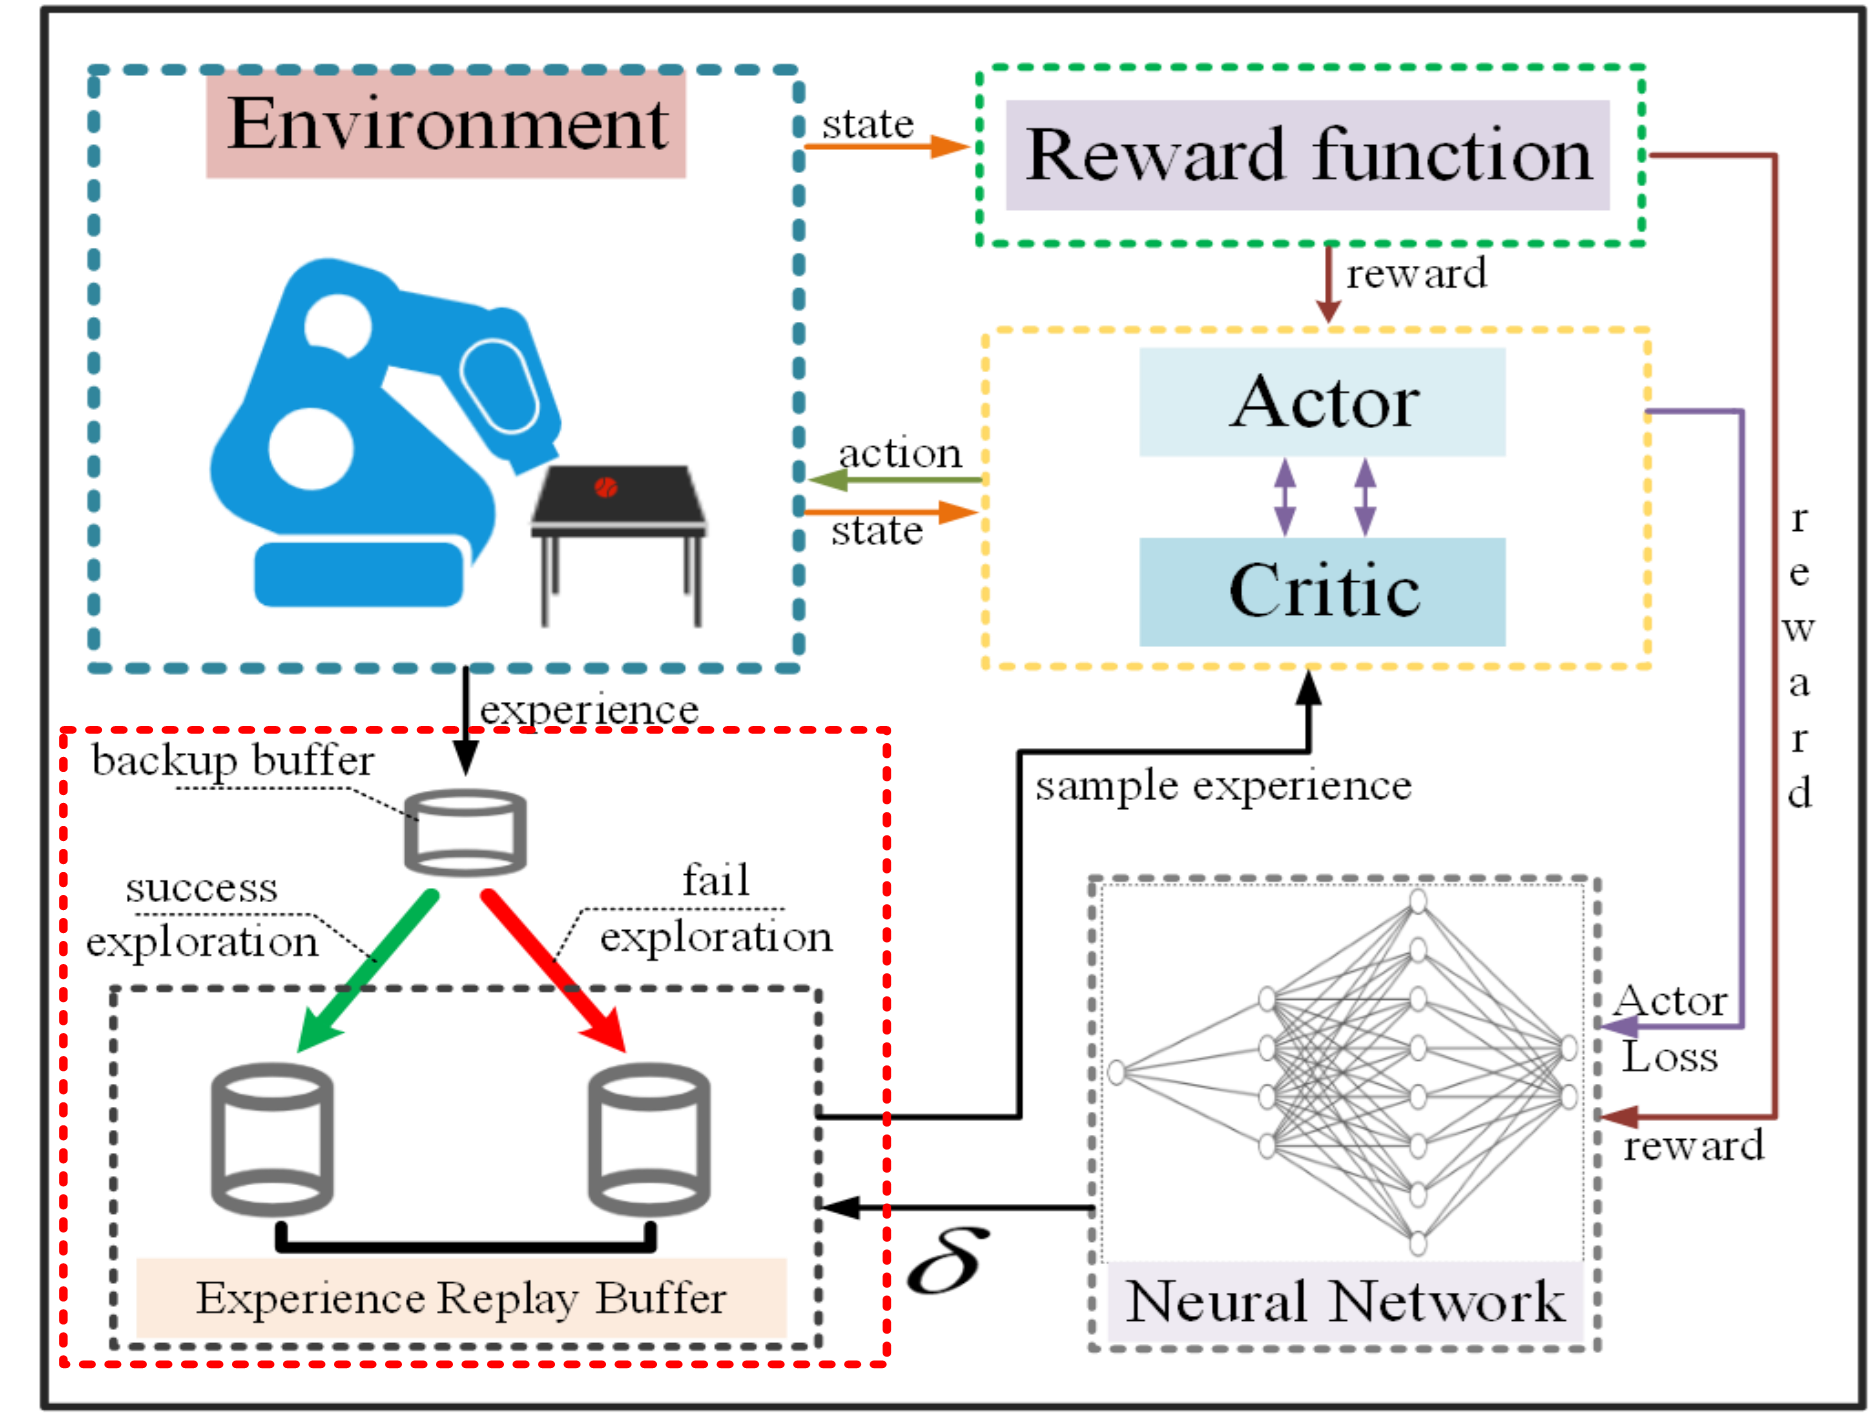 Environment
state
Reward function
reward
Actor
action
state
Critic
experience
backup buffer
sample experience
success
exploration
fail
exploration
reward
Actor
Loss
reward
δ
Experience Replay Buffer
Neural Network